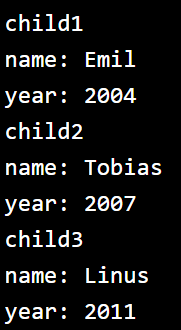 child1
name: Emil
year: 2004
child2
name: Tobias
year: 2007
child3
name: Linus
year: 2011